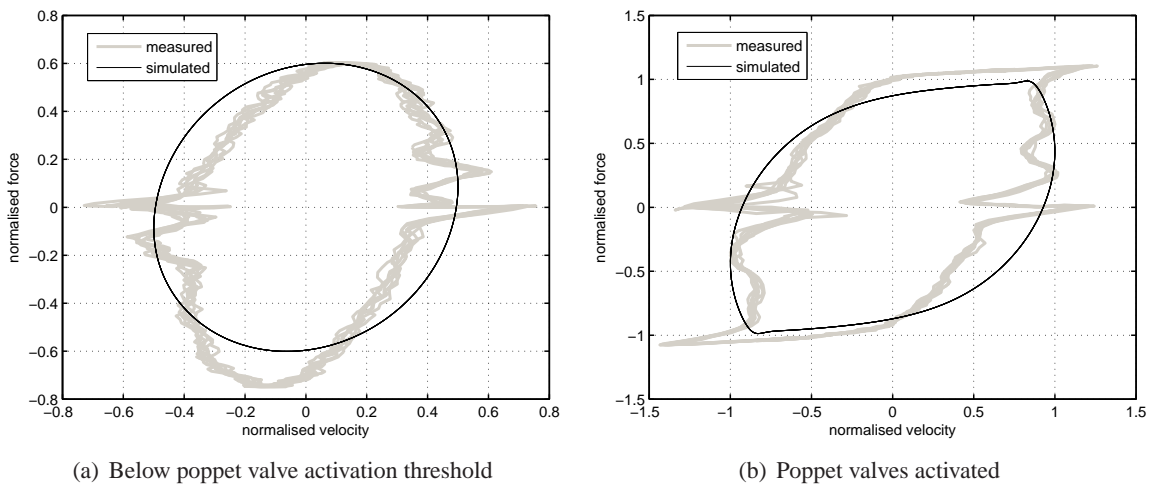 0.8
0.6
0.4
0.2
0
−0.2
−0.4
−0.6
−0.8
normalised force
measured
simulated
−0.8 −0.6 −0.4 −0.2 0 0.2 0.4 0.6 0.8
normalised velocity
(a) Below poppet valve activation threshold
1.5
1
0.5
0
−0.5
−1
−1.5
normalised force
measured
simulated
−1.5 −1 −0.5 0 0.5 1 1.5
normalised velocity
(b) Poppet valves activated